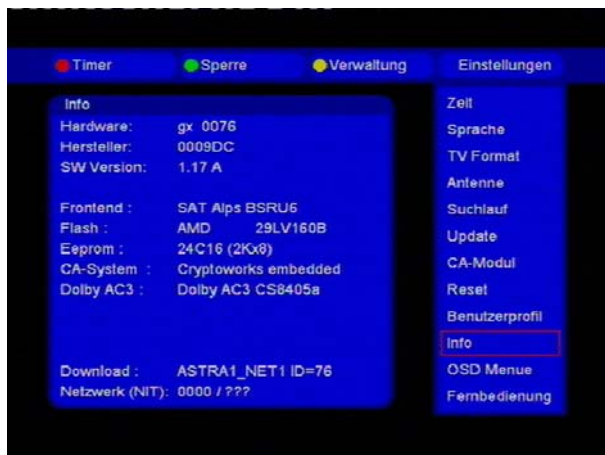 Timer Sperre Verwaltung Einstellungen
Info
Hardware: gx 0076
Hersteller: 0009DC
SW Version: 1.17 A
Frontend : SAT Alps BSRU6
Flash : AMD 29LV160B
Eeprom : 24C16 (2Kx8)
CA-System : Cryptoworks embedded
Dolby AC3 : Dolby AC3 CS8405a
Download : ASTRA1_NET1 ID=76
Netzwerk (NIT): 0000 / ???
Zeit
Sprache
TV Format
Antenne
Suchlauf
Update
CA-Modul
Reset
Benutzerprofil
Info
OSD Menue
Fernbedienung